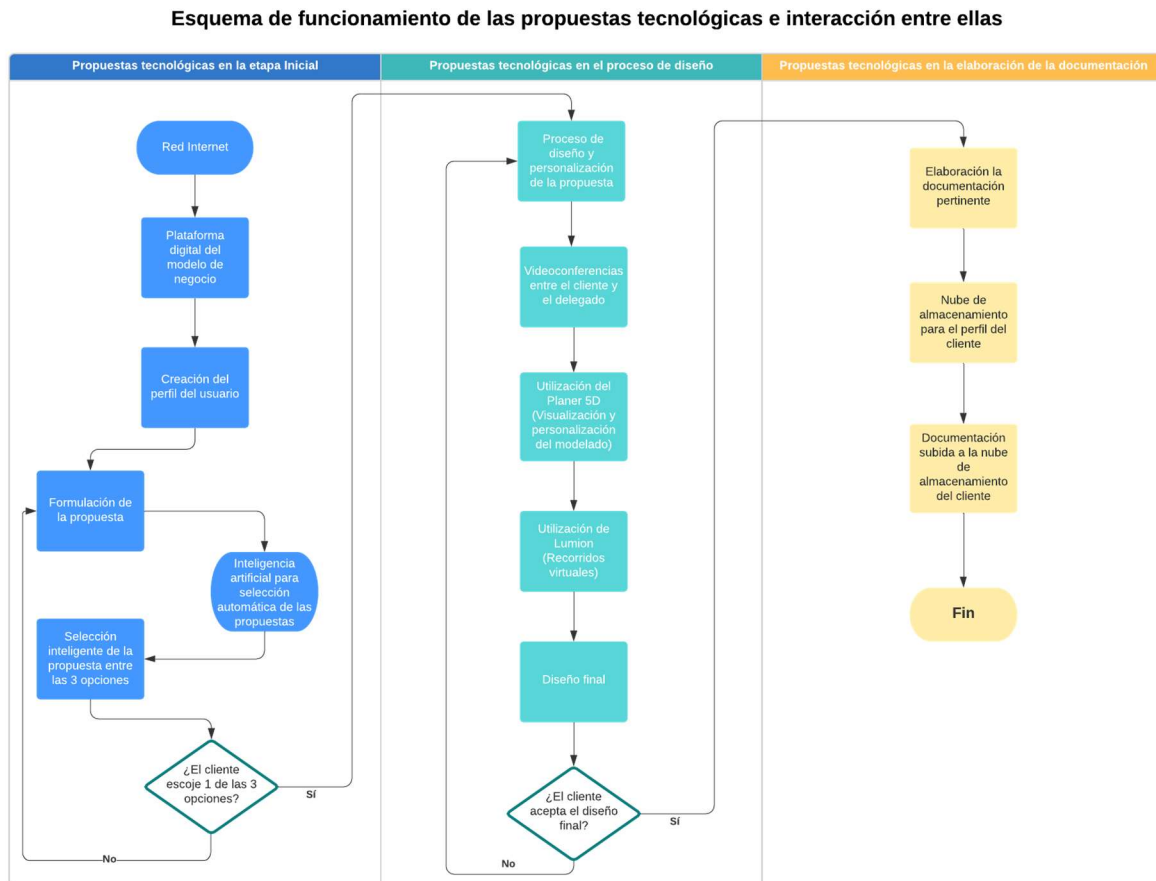 Esquema de funcionamiento de las propuestas tecnológicas e interacción entre ellas
Propuestas tecnológicas en la etapa Inicial
Propuestas tecnológicas en el proceso de diseño
Propuestas tecnológicas en la elaboración de la documentación
Red Internet
Plataforma
digital del
modelo de
negocio
Creación del
perfil del usuario
Formulación de
la propuesta
Inteligencia
artificial para
selección
automática de las
propuestas
Selección
inteligente de la
propuesta entre
las 3 opciones
¿El cliente
escoje 1 de las 3
opciones?
Sí
No
Proceso de
diseño y
personalización
de la propuesta
Videoconferencias
entre el cliente y
el delegado
Utilización del
Planer 5D
(Visualización y
personalización
del modelado)
Utilización de
Lumion
(Recorridos
virtuales)
Diseño final
¿El cliente
acepta el diseño
final?
Sí
No
Elaboración la
documentación
pertinente
Nube de
almacenamiento
para el perfil del
cliente
Documentación
subida a la nube
de
almacenamiento
del cliente
Fin